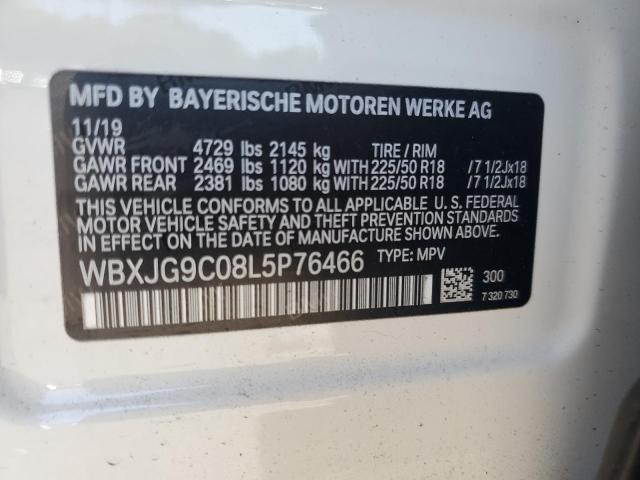 MFD BY BAYERISCHE MOTOREN WERKE AG
11/19
GVWR 4729 lbs 2145 kg TIRE / RIM
GAWR FRONT 2469 lbs 1120 kg WITH 225/50 R18 /7 1/2Jx18
GAWR REAR 2381 lbs 1080 kg WITH 225/50 R18 /7 1/2Jx18
THIS VEHICLE CONFORMS TO ALL APPLICABLE U. S. FEDERAL
MOTOR VEHICLE SAFETY AND THEFT PREVENTION STANDARDS
IN EFFECT ON THE DATE OF MANUFACTURE SHOWN ABOVE.
WBXJG9C08L5P76466 TYPE: MPV
300
7 320 730